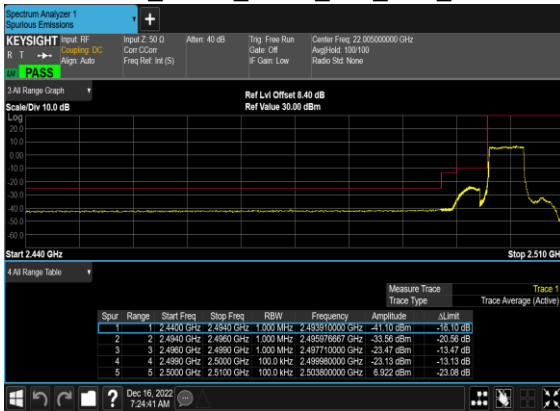 Spectrum Analyzer 1
Spurious Emissions
KEYSIGHT
R T
Input: RF
Coupling: DC
Align: Auto
Input Z: 50 Ω
Corr CCorr
Freq Ref: Int (S)
Atten: 40 dB
Trig: Free Run
Gate: Off
IF Gain: Low
Center Freq: 22.005000000 GHz
Avg|Hold: 100/100
Radio Std: None
PASS
3 All Range Graph
Scale/Div 10.0 dB
Ref Lvl Offset 8.40 dB
Ref Value 30.00 dBm
Log
20.0
10.0
0.00
-10.0
-20.0
-30.0
-40.0
-50.0
-60.0
Start 2.440 GHz
Stop 2.510 GH
4 All Range Table
Measure Trace Trace 1
Trace Type Trace Average (Active)
Spur Range Start Freq Stop Freq RBW Frequency Amplitude ΔLimit
1 1 2.4400 GHz 2.4940 GHz 1.000 MHz 2.493910000 GHz -41.10 dBm -16.10 dB
2 2 2.4940 GHz 2.4960 GHz 1.000 MHz 2.495976667 GHz -33.56 dBm -20.56 dB
3 3 2.4960 GHz 2.4990 GHz 1.000 MHz 2.497710000 GHz -23.47 dBm -13.47 dB
4 4 2.4990 GHz 2.5000 GHz 100.0 kHz 2.499980000 GHz -23.13 dBm -13.13 dB
5 5 2.5000 GHz 2.5100 GHz 100.0 kHz 2.503800000 GHz 6.922 dBm -23.08 dB
Dec 16, 2022
7:24:41 AM